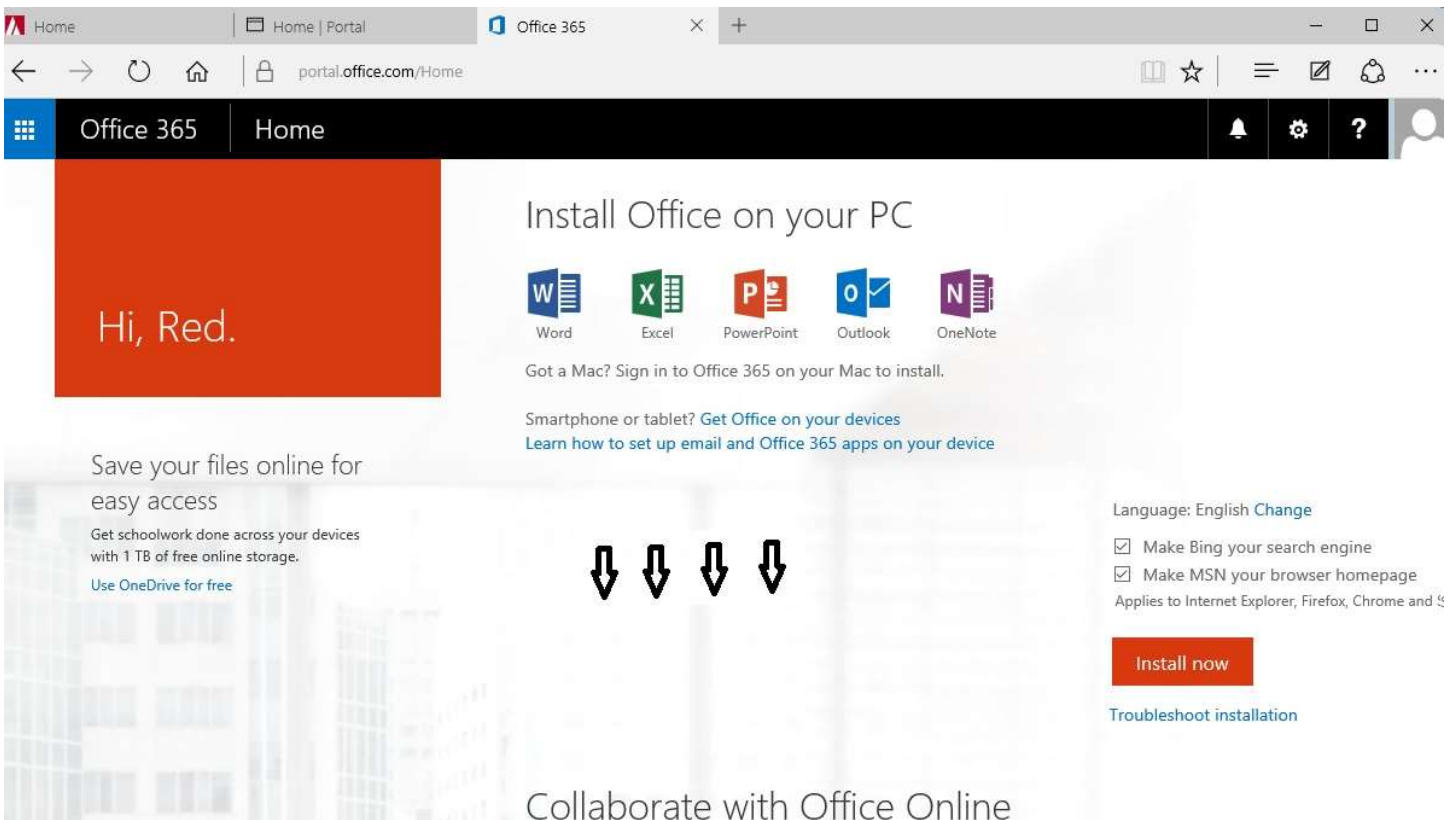 Home
Home | Portal
Office 365
portal.office.com/Home
Office 365
Home
?
Hi, Red.
Save your files online for
easy access
Get schoolwork done across your devices
with 1 TB of free online storage.
Use OneDrive for free
Install Office on your PC
W
X
P
O
N
Word
Excel
PowerPoint
Outlook
OneNote
Got a Mac? Sign in to Office 365 on your Mac to install.
Smartphone or tablet? Get Office on your devices
Learn how to set up email and Office 365 apps on your device
Language: English Change
Make Bing your search engine
Make MSN your browser homepage
Applies to Internet Explorer, Firefox, Chrome and
Install now
Troubleshoot installation
Collaborate with Office Online